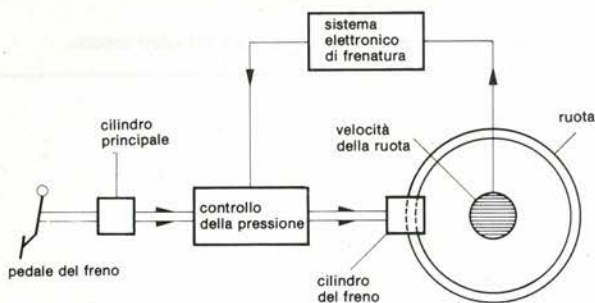 sistema
elettronico
di frenatura
cilindro
principale
velocità
della ruota
ruota
controllo
della pressione
pedale del freno
cilindro
del freno